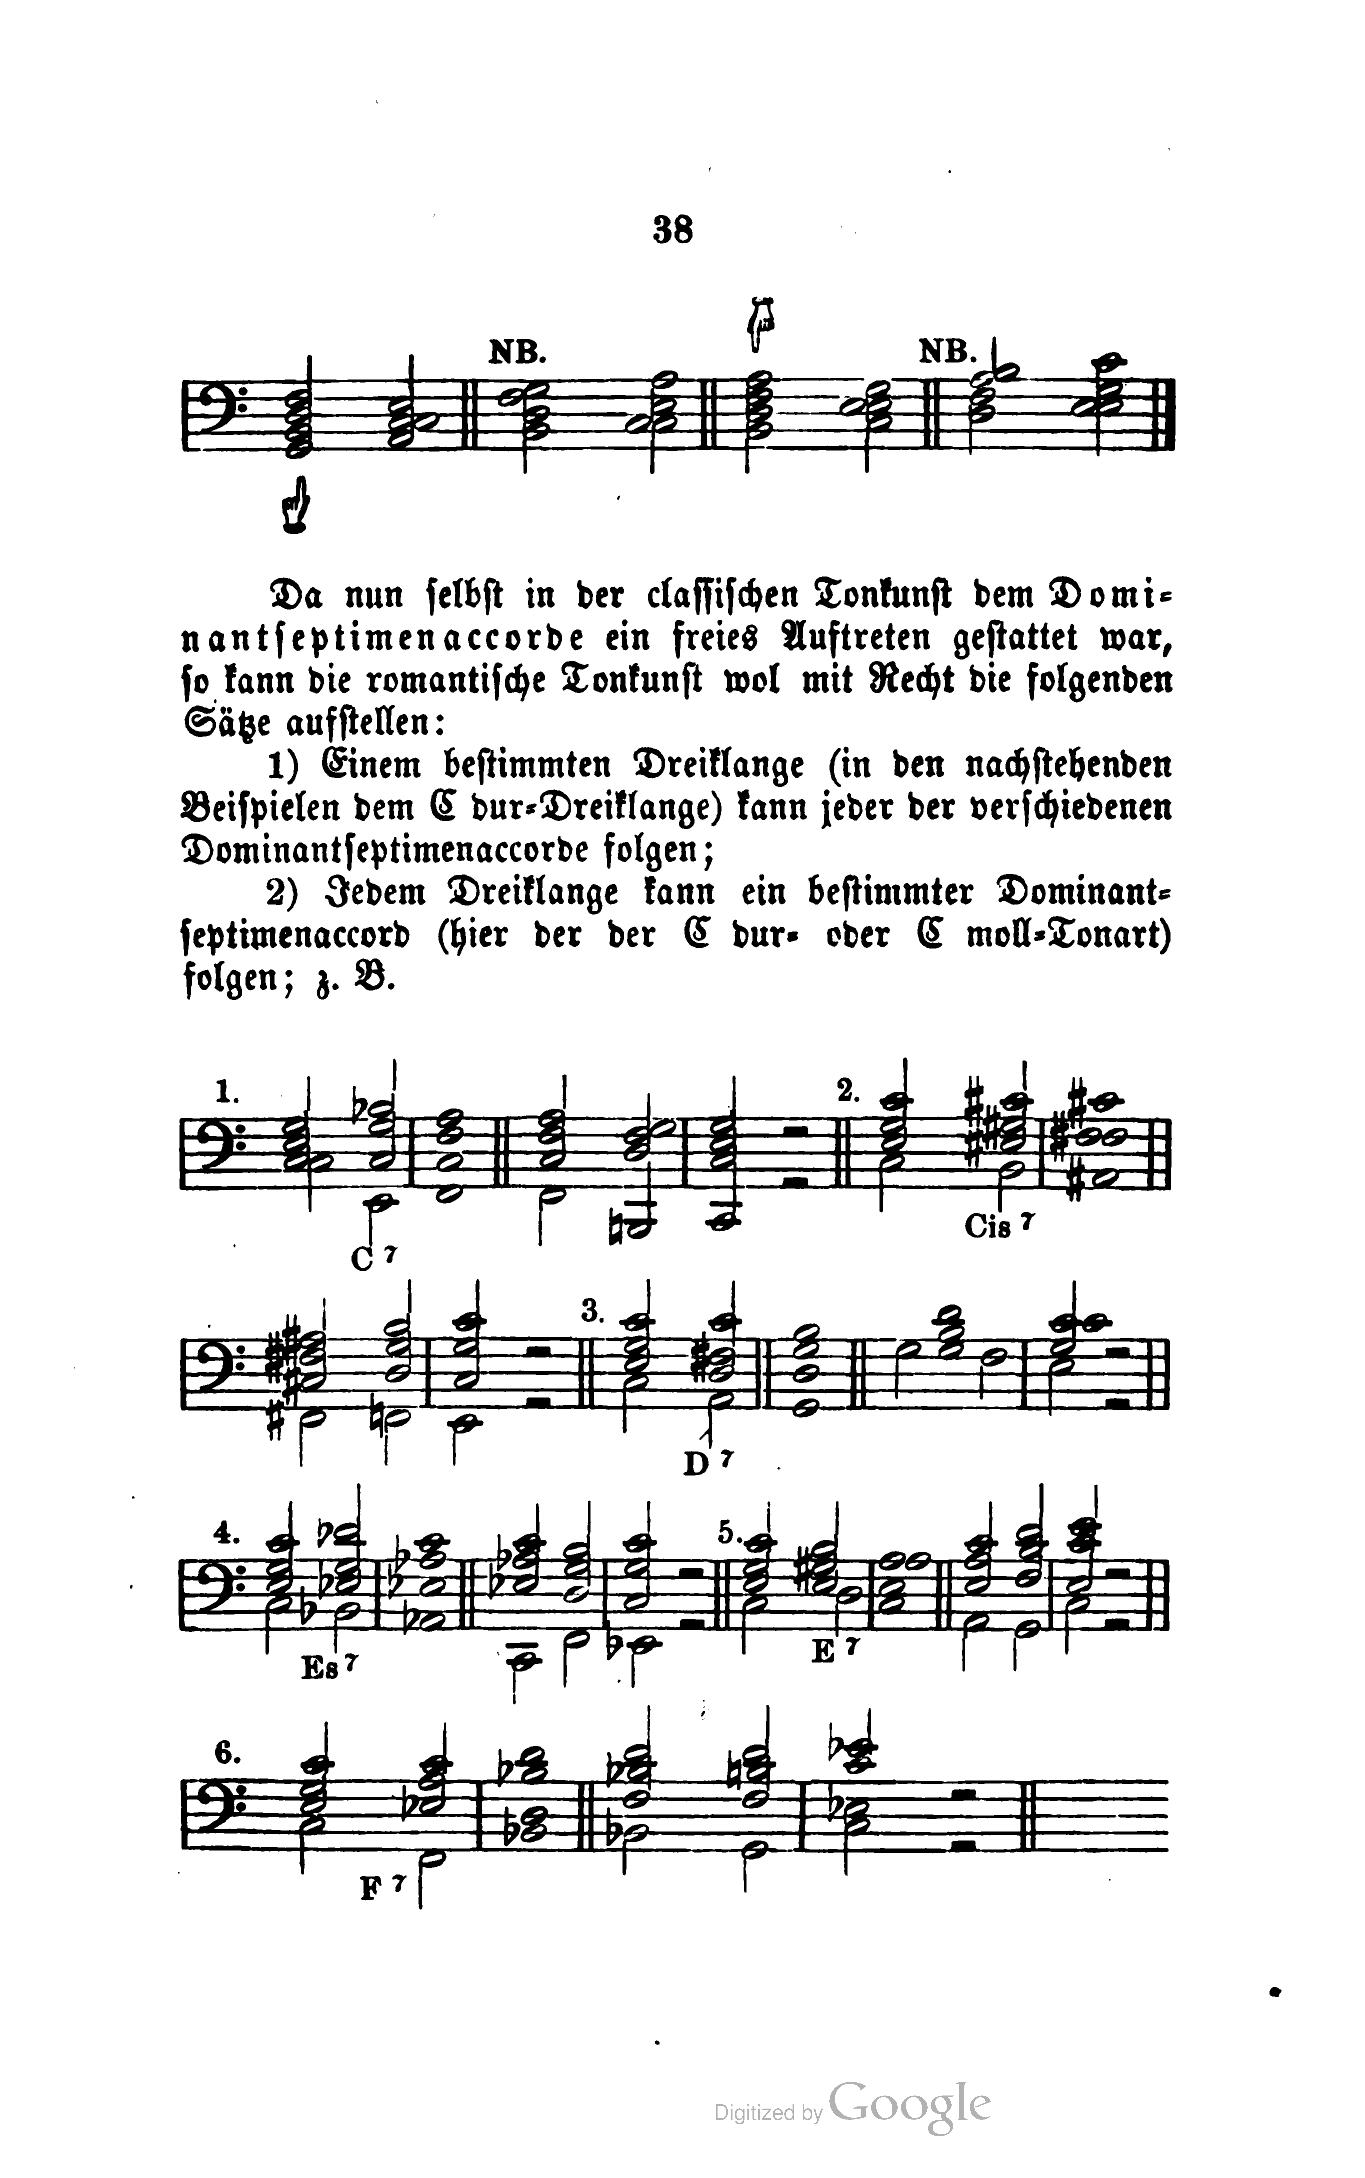 38
NB. NB.
Da nun selbst in der classischen Tonkunst dem Domi-
nantseptimenaccorde ein freies Auftreten gestattet war,
so kann die romantische Tonkunst wol mit Recht die folgenden
Sätze aufstellen:
1) Einem bestimmten Dreiklange (in den nachstehenden
Beispielen dem C dur-Dreiklange) kann jeder der verschiedenen
Dominantseptimenaccorde folgen;
2) Jedem Dreiklange kann ein bestimmter Dominant-
septimenaccord (hier der der C dur- oder C moll-Tonart)
folgen; z. B.
1. 2.
C 7 Cis 7
3.
D 7
4. 5.
Es 7 E 7
6.
F 7
Digitized by Google